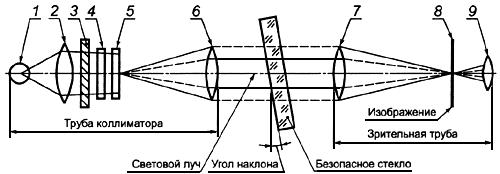 1 2 3 4 5 6 7 8 9
Изображение
Труба коллиматора
Зрительная труба
Световой луч
Угол наклона
Безопасное стекло